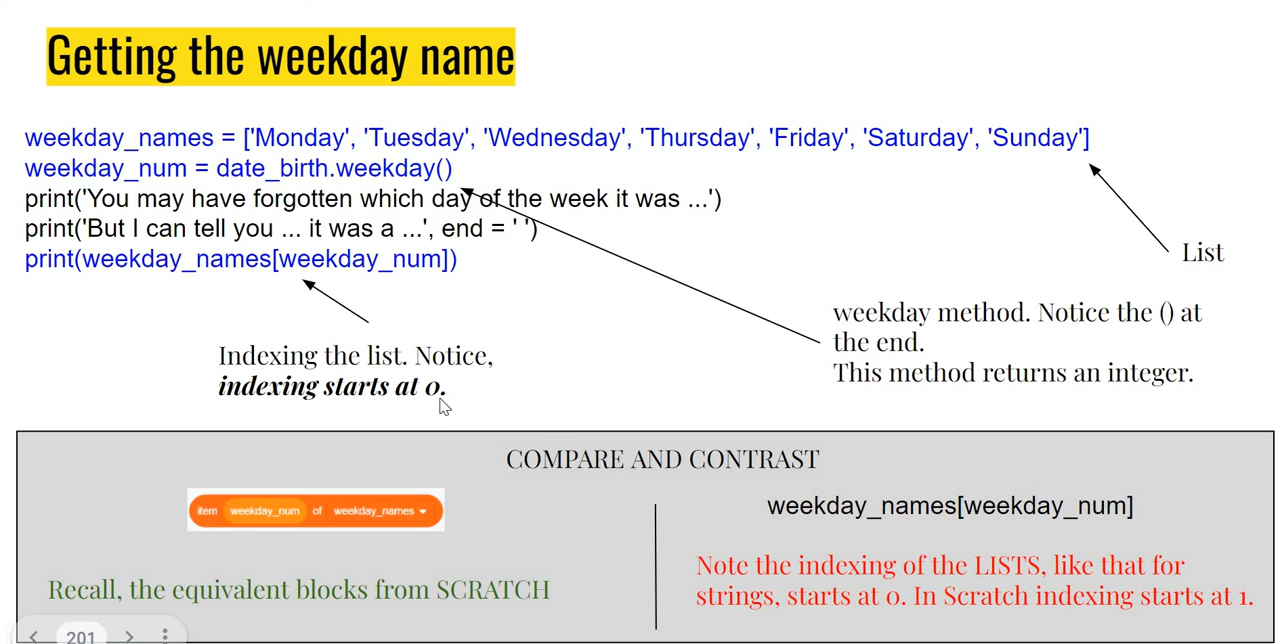 Getting the weekday name
weekday_names = ['Monday', 'Tuesday', 'Wednesday', 'Thursday', 'Friday', 'Saturday', 'Sunday']
weekday_num = date_birth.weekday()
print('You may have forgotten which day of the week it was ...')
print('But I can tell you ... it was a ...', end = ' ')
print(weekday_names[weekday_num])
List
weekday method. Notice the () at
the end.
This method returns an integer.
Indexing the list. Notice,
indexing starts at 0.
COMPARE AND CONTRAST
item weekday_num of weekday_names
Recall, the equivalent blocks from SCRATCH
weekday_names[weekday_num]
Note the indexing of the LISTS, like that for
strings, starts at 0. In Scratch indexing starts at 1.
201